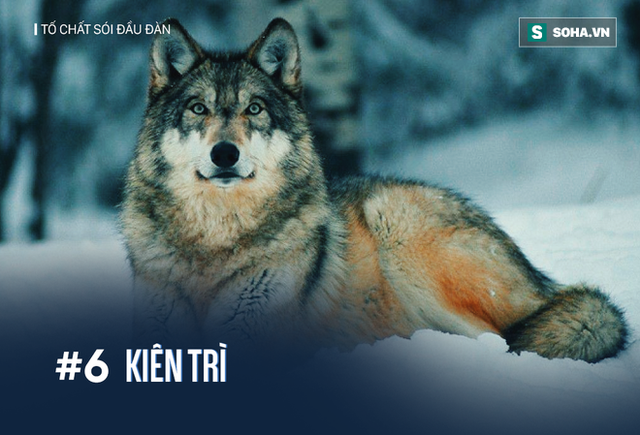 | TỐ CHẤT SÓI ĐẦU ĐÀN
S SOHA.VN
#6 KIÊN TRÌ